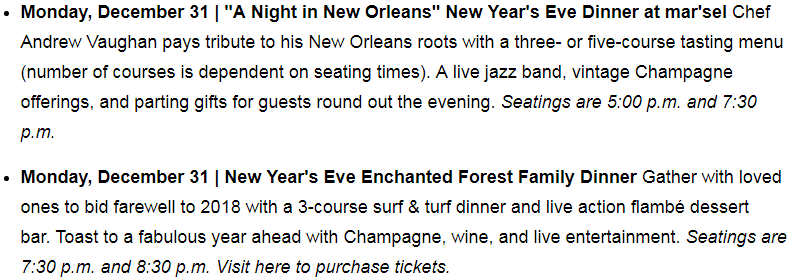 • Monday, December 31 | "A Night in New Orleans" New Year's Eve Dinner at mar'sel Chef
Andrew Vaughan pays tribute to his New Orleans roots with a three- or five-course tasting menu
(number of courses is dependent on seating times). A live jazz band, vintage Champagne
offerings, and parting gifts for guests round out the evening. Seatings are 5:00 p.m. and 7:30
p.m.
• Monday, December 31 | New Year's Eve Enchanted Forest Family Dinner Gather with loved
ones to bid farewell to 2018 with a 3-course surf & turf dinner and live action flambé dessert
bar. Toast to a fabulous year ahead with Champagne, wine, and live entertainment. Seatings are
7:30 p.m. and 8:30 p.m. Visit here to purchase tickets.